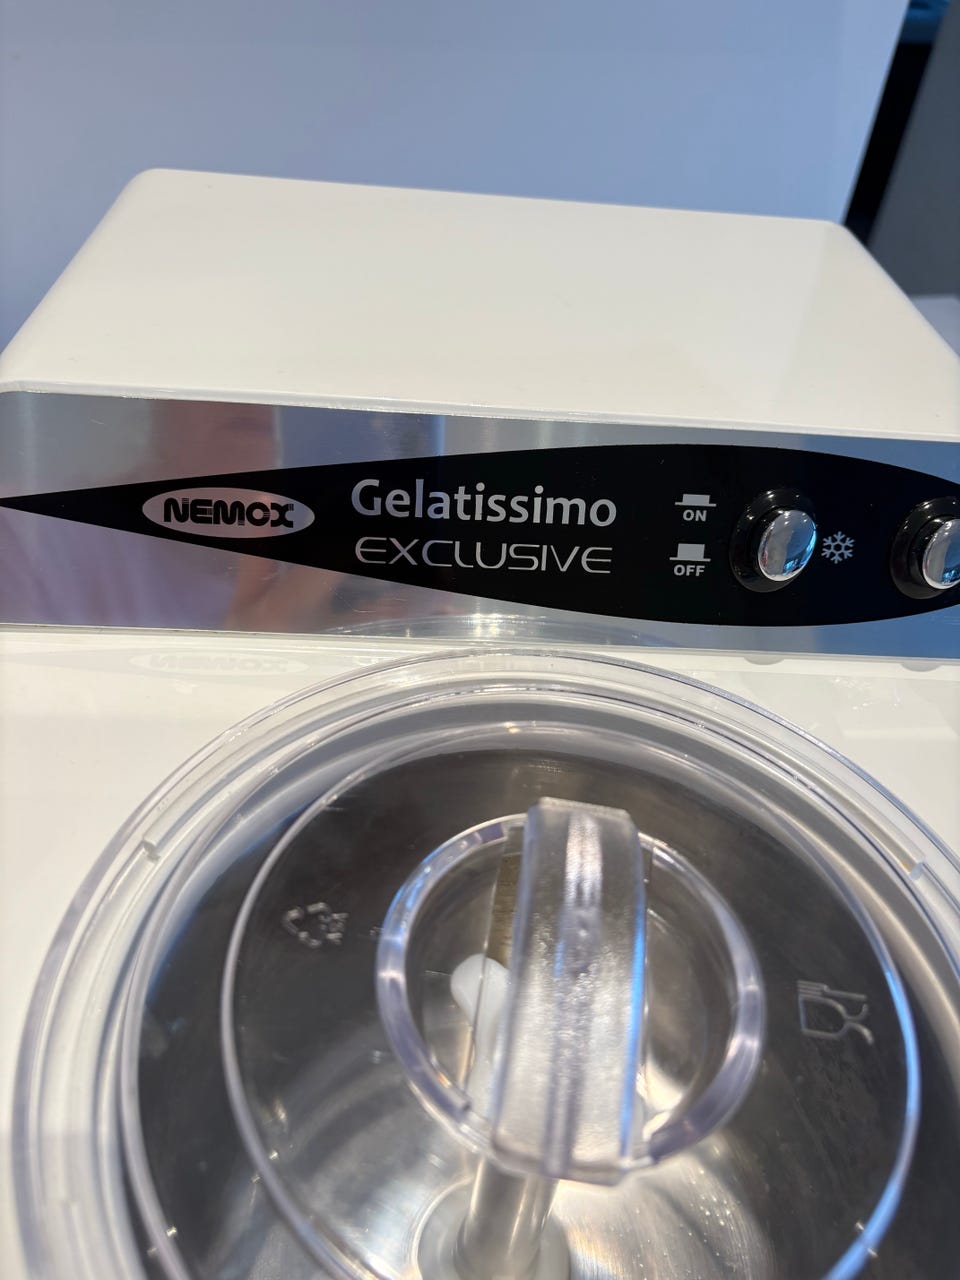 NEMOX
Gelatissimo
EXCLUSIVE
ON
OFF